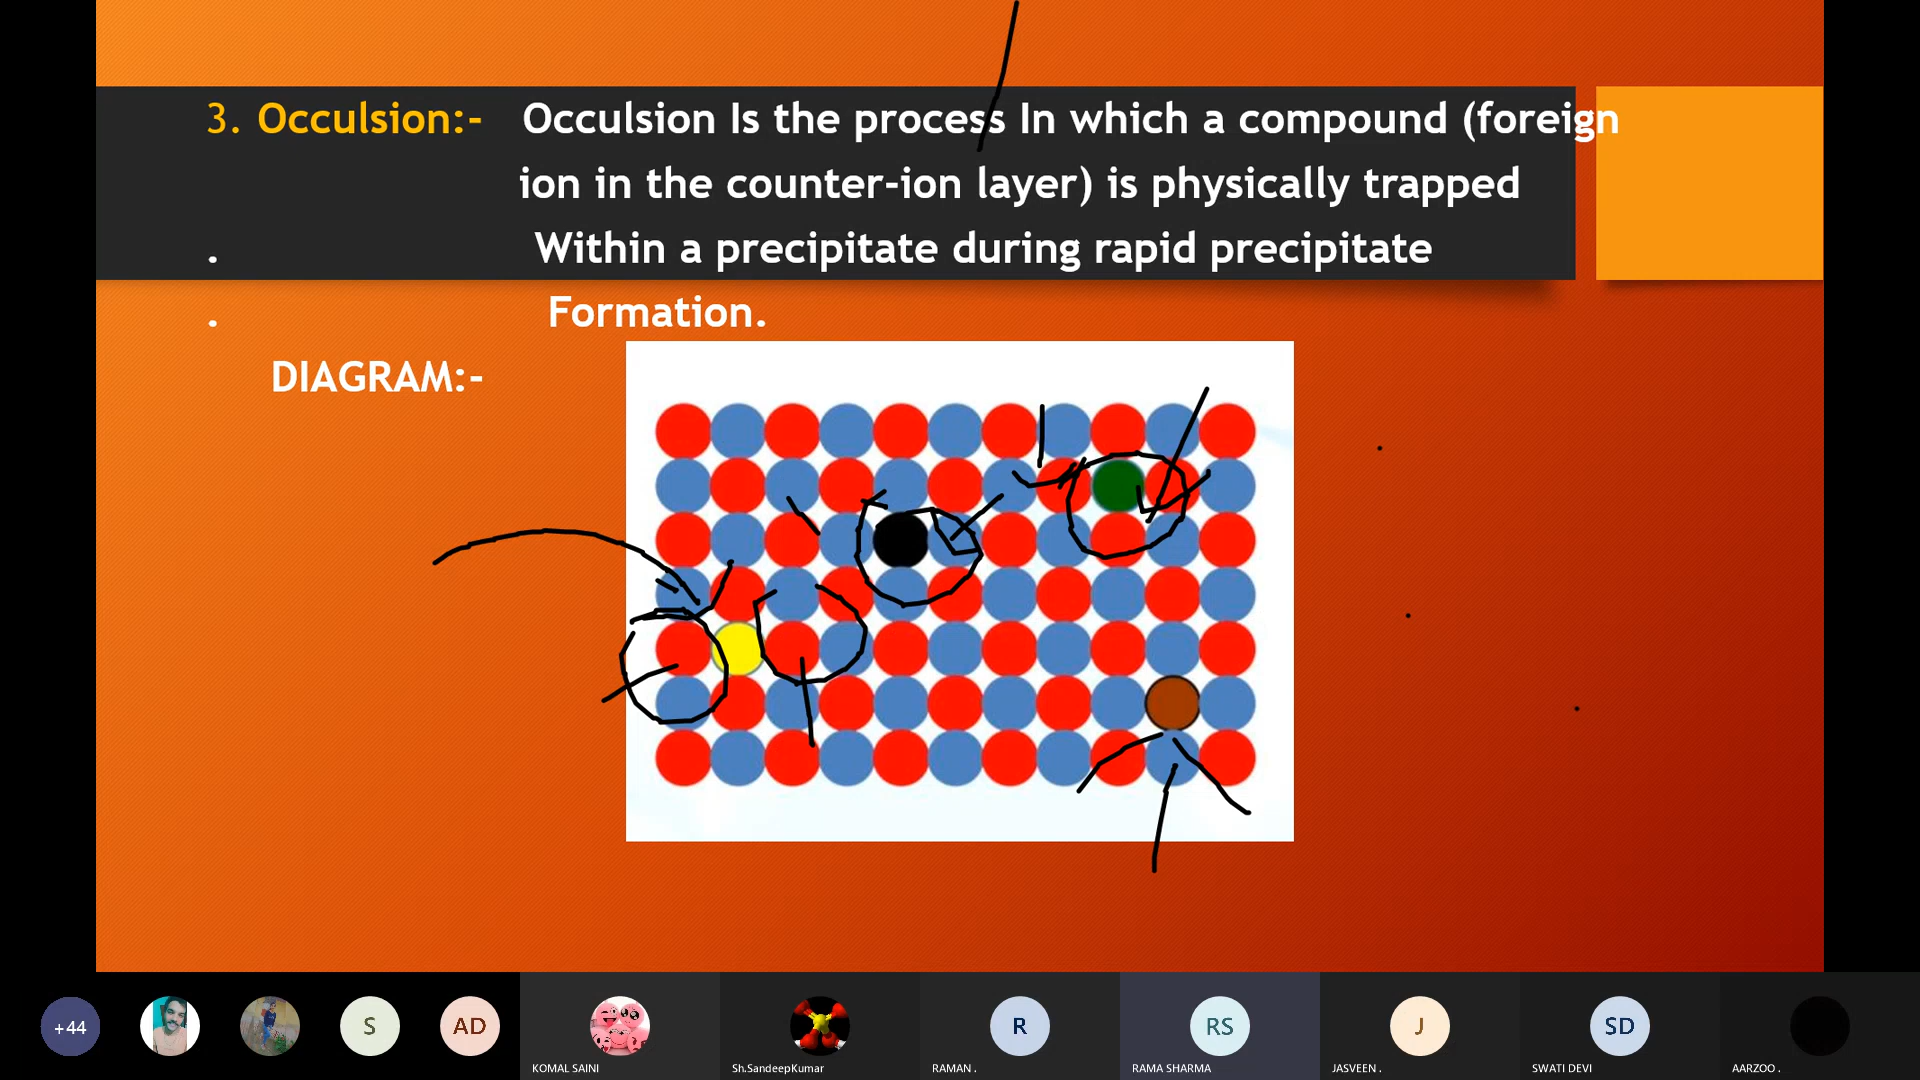 3. Occulsion:- Occulsion Is the process In which a compound (foreign
ion in the counter-ion layer) is physically trapped
. Within a precipitate during rapid precipitate
. Formation.
DIAGRAM:-
+44
S
AD
R
RS
J
SD
KOMAL SAINI
Sh.SandeepKumar
RAMAN .
RAMA SHARMA
JASVEEN .
SWATI DEVI
AARZOO .